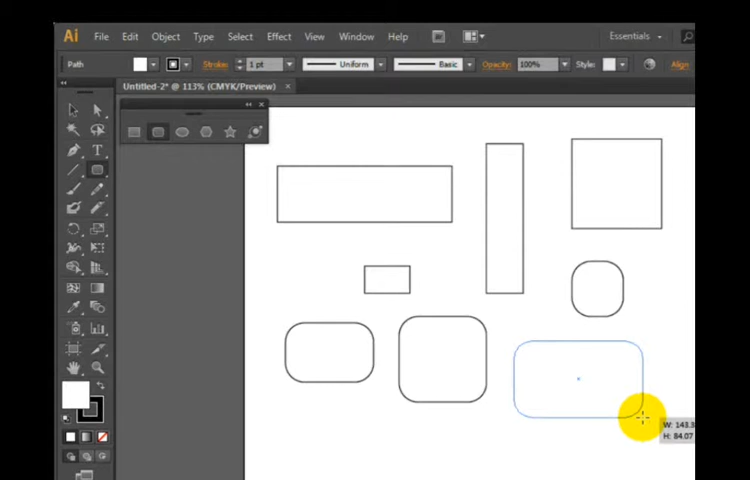 Ai File Edit Object Type Select Effect View Window Help Essentials
Path Stroke: 1 pt Uniform Basic Opacity: 100% Style: Align
Untitled-2* @ 113% (CMYK/Preview)
T
W: 143.3
H: 84.07